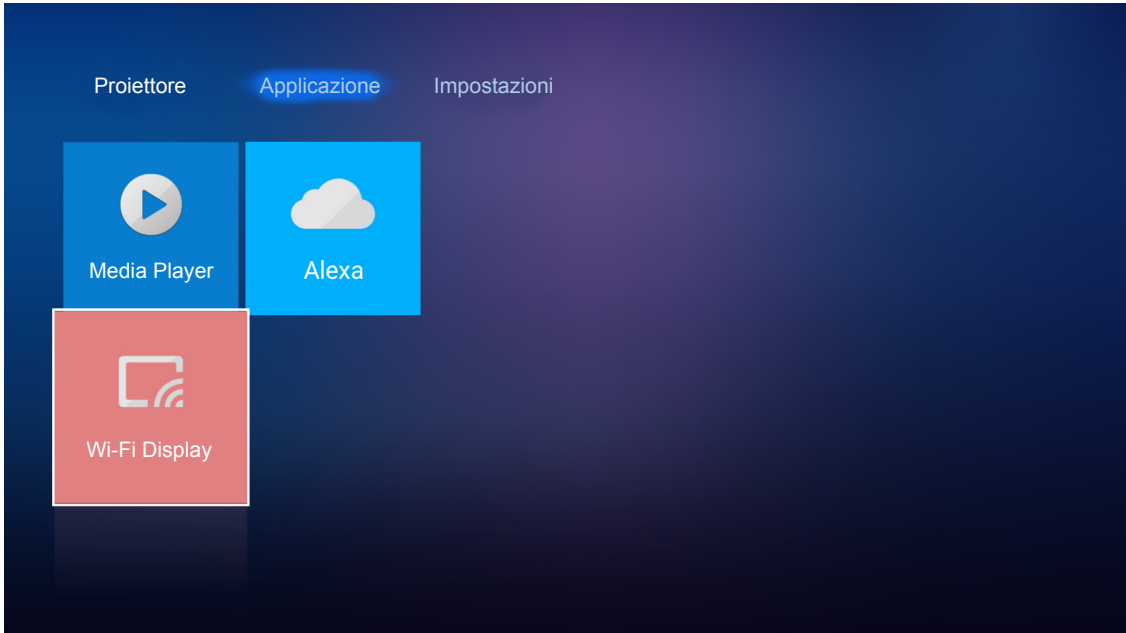 Proiettore
Applicazione
Impostazioni
Media Player
Alexa
Wi-Fi Display